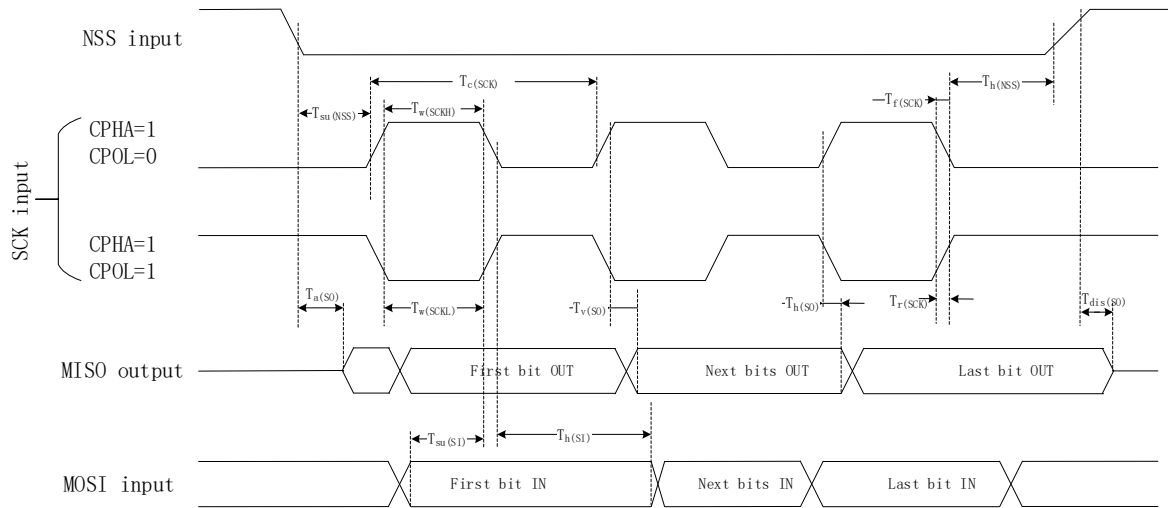 NSS input
Tc(SCK)
Tsu(NSS)
Tw(SCKH)
Tf(SCK)
Th(NSS)
SCK input
CPHA=1
CPOL=0
CPHA=1
CPOL=1
Ta(SO)
Tw(SCKL)
Tv(SO)
Th(SO)
Tr(SCK)
Tdis(SO)
MISO output
First bit OUT
Next bits OUT
Last bit OUT
Tsu(SI)
Th(SI)
MOSI input
First bit IN
Next bits IN
Last bit IN